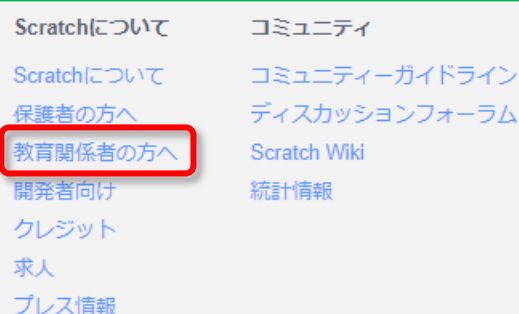 Scratchについて
Scratchについて
保護者の方へ
教育関係者の方へ
開発者向け
クレジット
求人
プレス情報
コミュニティ
コミュニティーガイドライン
ディスカッションフォーラム
Scratch Wiki
統計情報